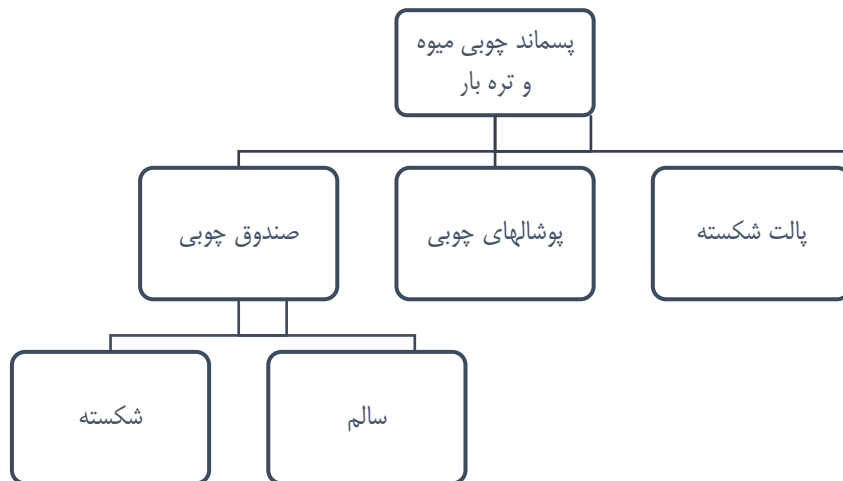 پسماند چوبی میوه
و تره بار
پالت شکسته
پوشالهای چوبی
صندوق چوبی
سالم
شکسته